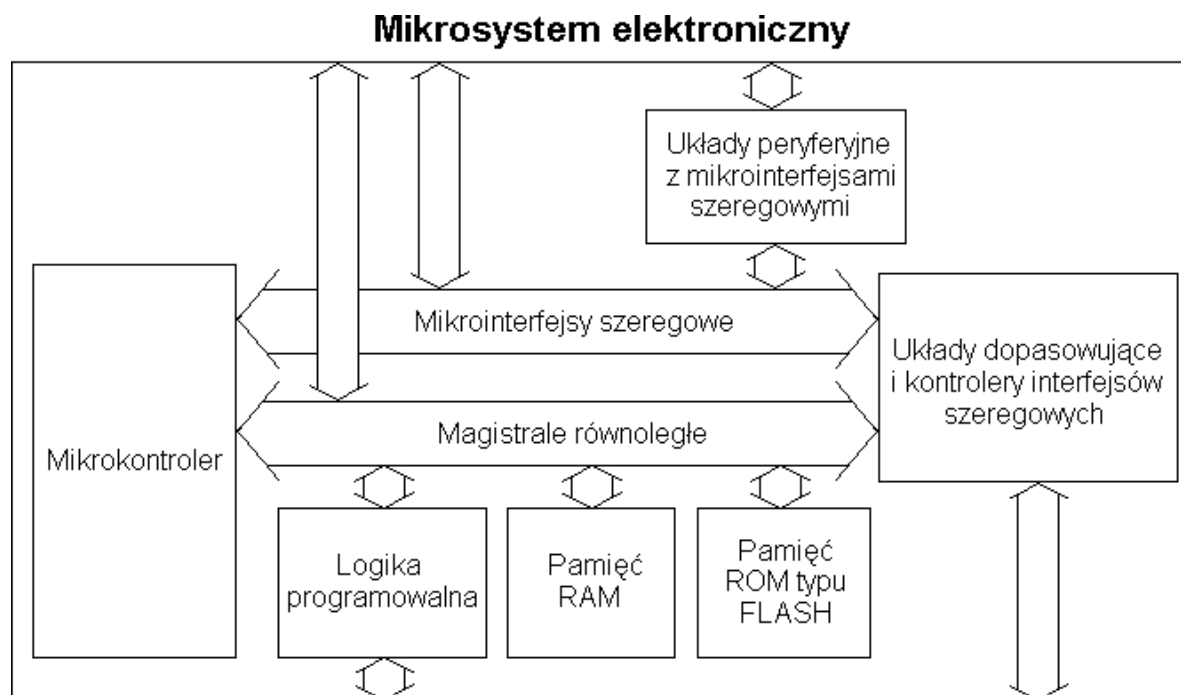 Mikrosystem elektroniczny
Układy peryferyjne
z mikrointerfejsami
szeregowymi
Mikrointerfejsy szeregowe
Układy dopasowujące
i kontrolery interfejsów
szeregowych
Magistrale równoległe
Mikrokontroler
Logika
programowalna
Pamięć
RAM
Pamięć
ROM typu
FLASH